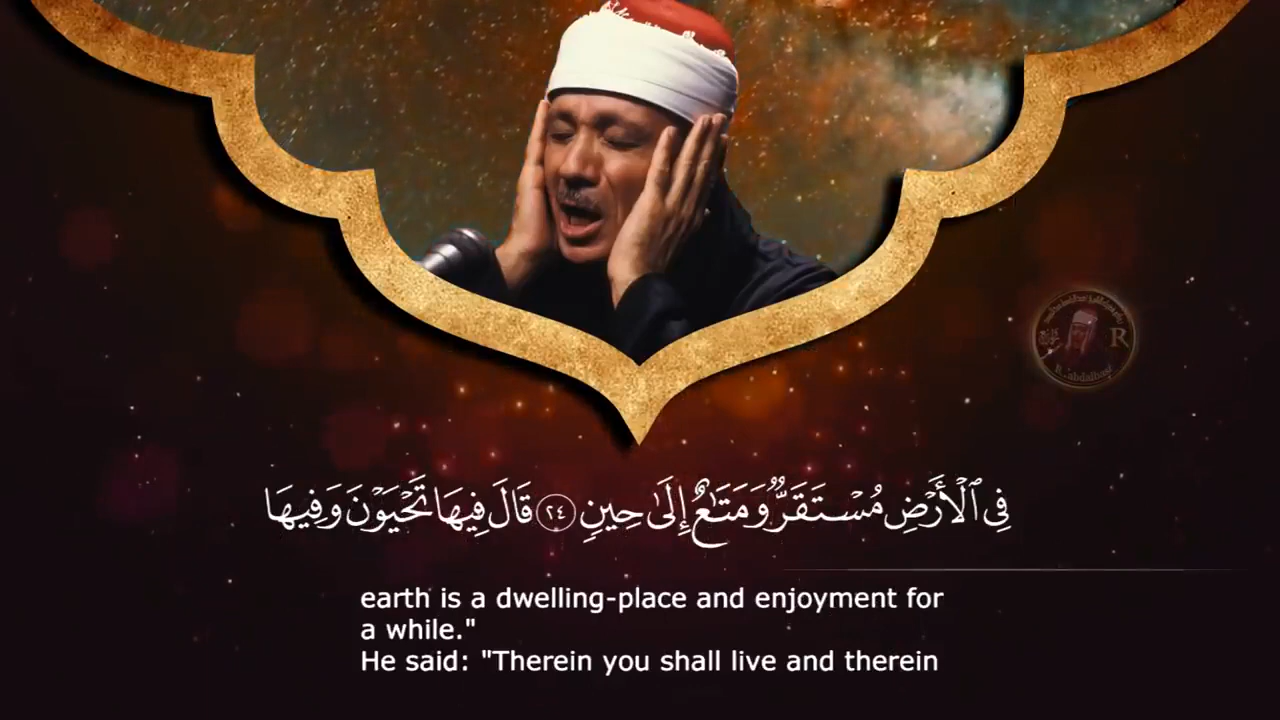 R
R. abdalbast
فِى ٱلْأَرْضِ مُسْتَقَرٌّ وَمَتَـٰعٌ إِلَىٰ حِينٍ ٢٤ قَالَ فِيهَا تَحْيَوْنَ وَفِيهَا
earth is a dwelling-place and enjoyment for
a while."
He said: "Therein you shall live and therein